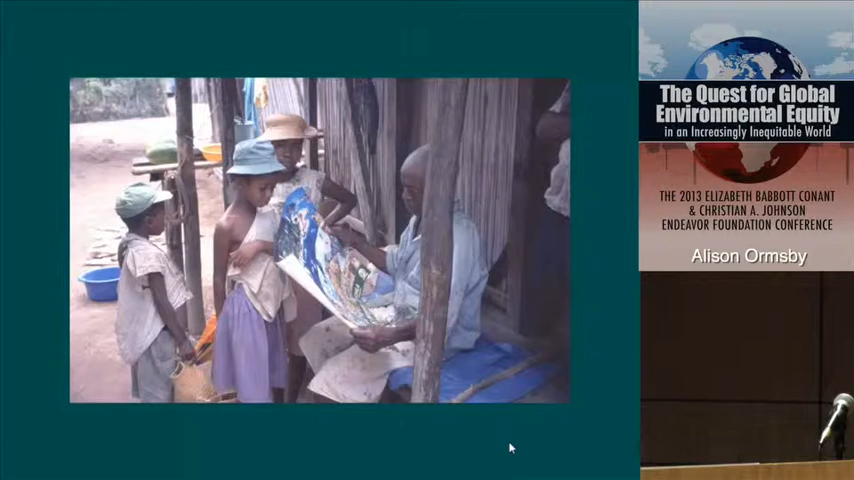 The Quest for Global
Environmental Equity
in an Increasingly Inequitable World
THE 2013 ELIZABETH BABBOTT CONANT
& CHRISTIAN A. JOHNSON
ENDEAVOR FOUNDATION CONFERENCE
Alison Ormsby